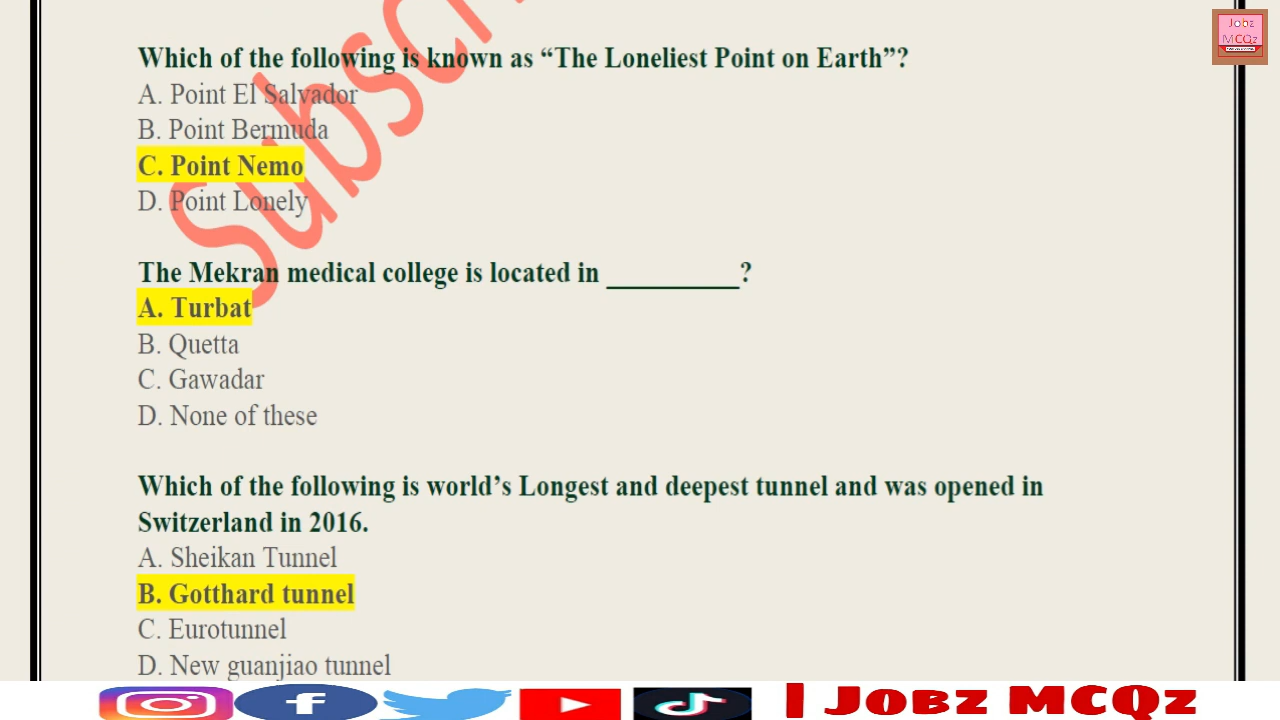 Jobz
MCQz
Which of the following is known as “The Loneliest Point on Earth”?
A. Point El Salvador
B. Point Bermuda
C. Point Nemo
D. Point Lonely
The Mekran medical college is located in __________?
A. Turbat
B. Quetta
C. Gawadar
D. None of these
Which of the following is world’s Longest and deepest tunnel and was opened in
Switzerland in 2016.
A. Sheikan Tunnel
B. Gotthard tunnel
C. Eurotunnel
D. New guanjiao tunnel
| Jobz MCQz